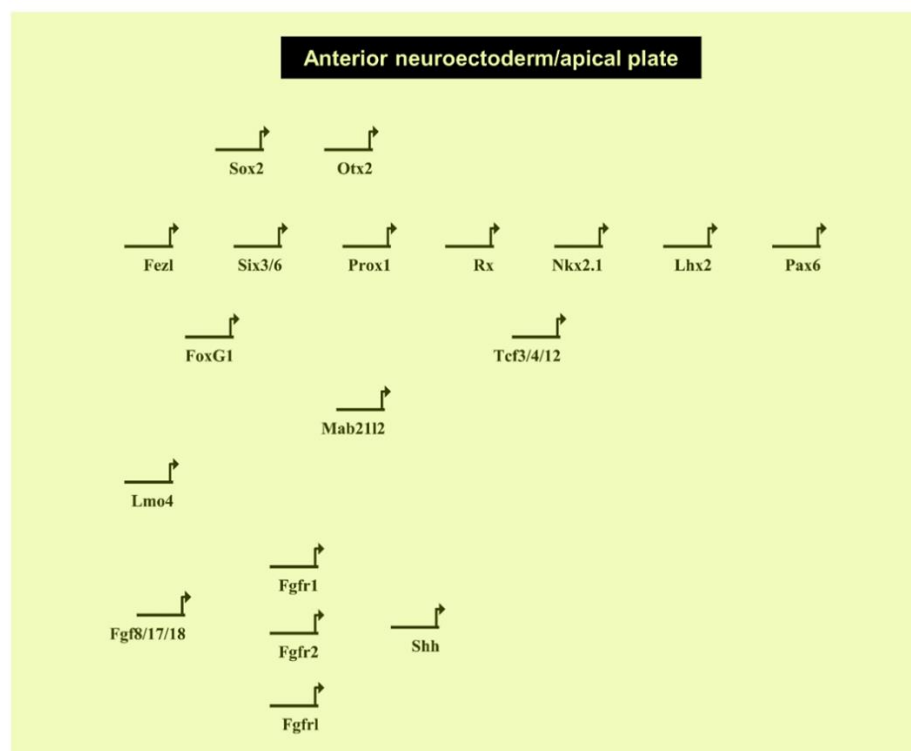 Anterior neuroectoderm/apical plate
Sox2 Otx2
Fezl Six3/6 Prox1 Rx Nkx2.1 Lhx2 Pax6
FoxG1 Tcf3/4/12
Mab21l2
Lmo4
Fgfr1
Fgf8/17/18 Fgfr2 Shh
Fgfrl